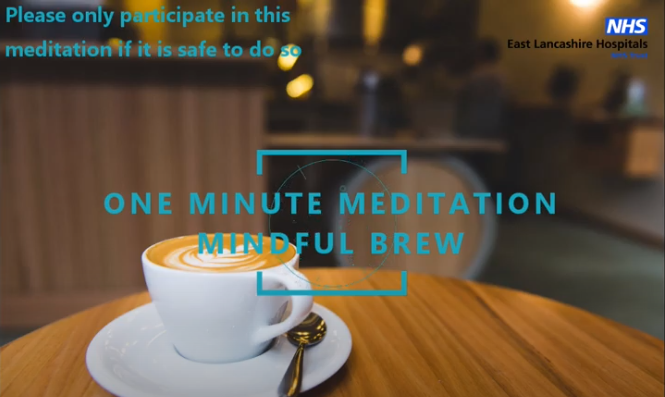 Please only participate in this
meditation if it is safe to do so
NHS
East Lancashire Hospitals
ONE MINUTE MEDITATION
MINDFUL BREW